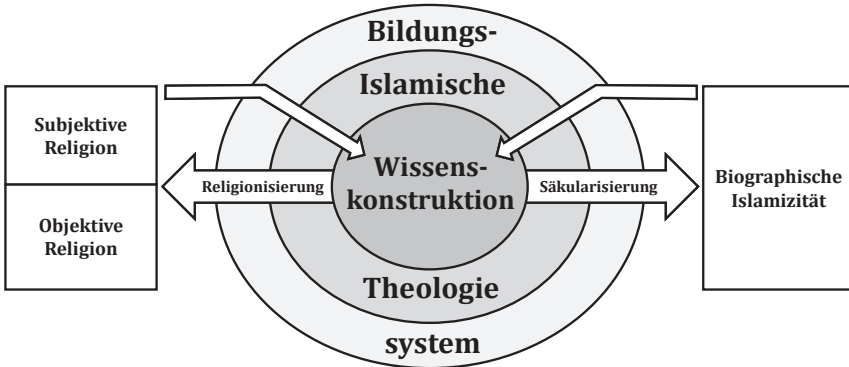 Bildungs-
Islamische
Subjektive
Religion
Wissens-
konstruktion
Religionisierung
Säkularisierung
Biographische
Islamizität
Objektive
Religion
Theologie
system